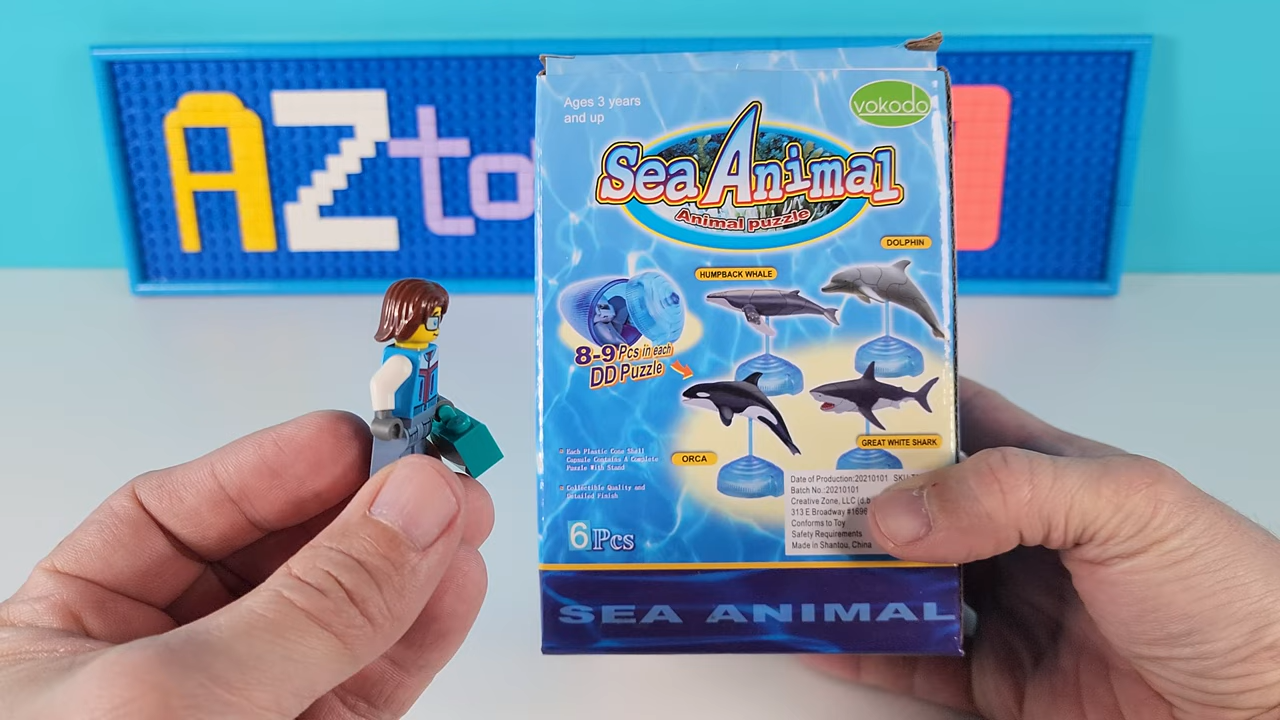 AZto
Ages 3 years
and up
vokodo
Sea Animal
Animal puzzle
DOLPHIN
HUMPBACK WHALE
8-9 Pcs in each
DD Puzzle
ORCA
GREAT WHITE SHARK
Each Plastic Cone Shell
Capsule Contains A Complete
Puzzle With Stand
Collectible Quality and
Detailed Finish
6 Pcs
Date of Production:20210101 SKU
Batch No.:20210101
Creative Zone, LLC (d.b
313 E Broadway #1696
Conforms to Toy
Safety Requirements
Made in Shantou, China
SEA ANIMAL